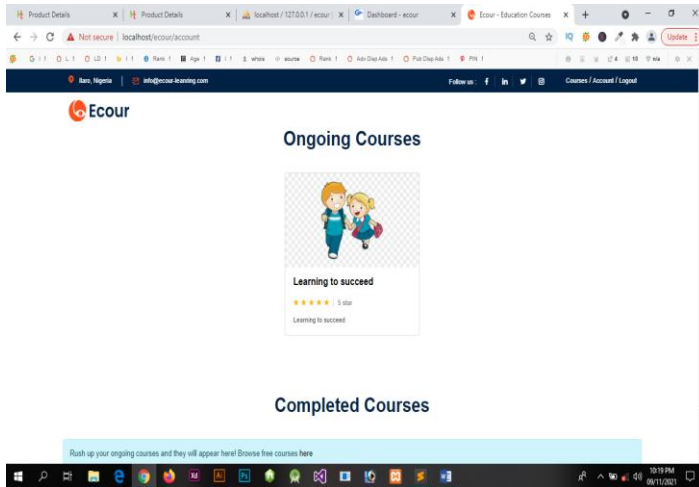 Product Details
Product Details
localhost / 127.0.0.1 / ecour |
Dashboard - ecour
Ecour - Education Courses
Not secure | localhost/ecour/account
Update
Ilaro, Nigeria | info@ecour-learning.com
Follow us :
Courses / Account / Logout
Ecour
Ongoing Courses
Learning to succeed
5 star
Learning to succeed
Completed Courses
Rush up your ongoing courses and they will appear here! Browse free courses here
10:19 PM
09/11/2021